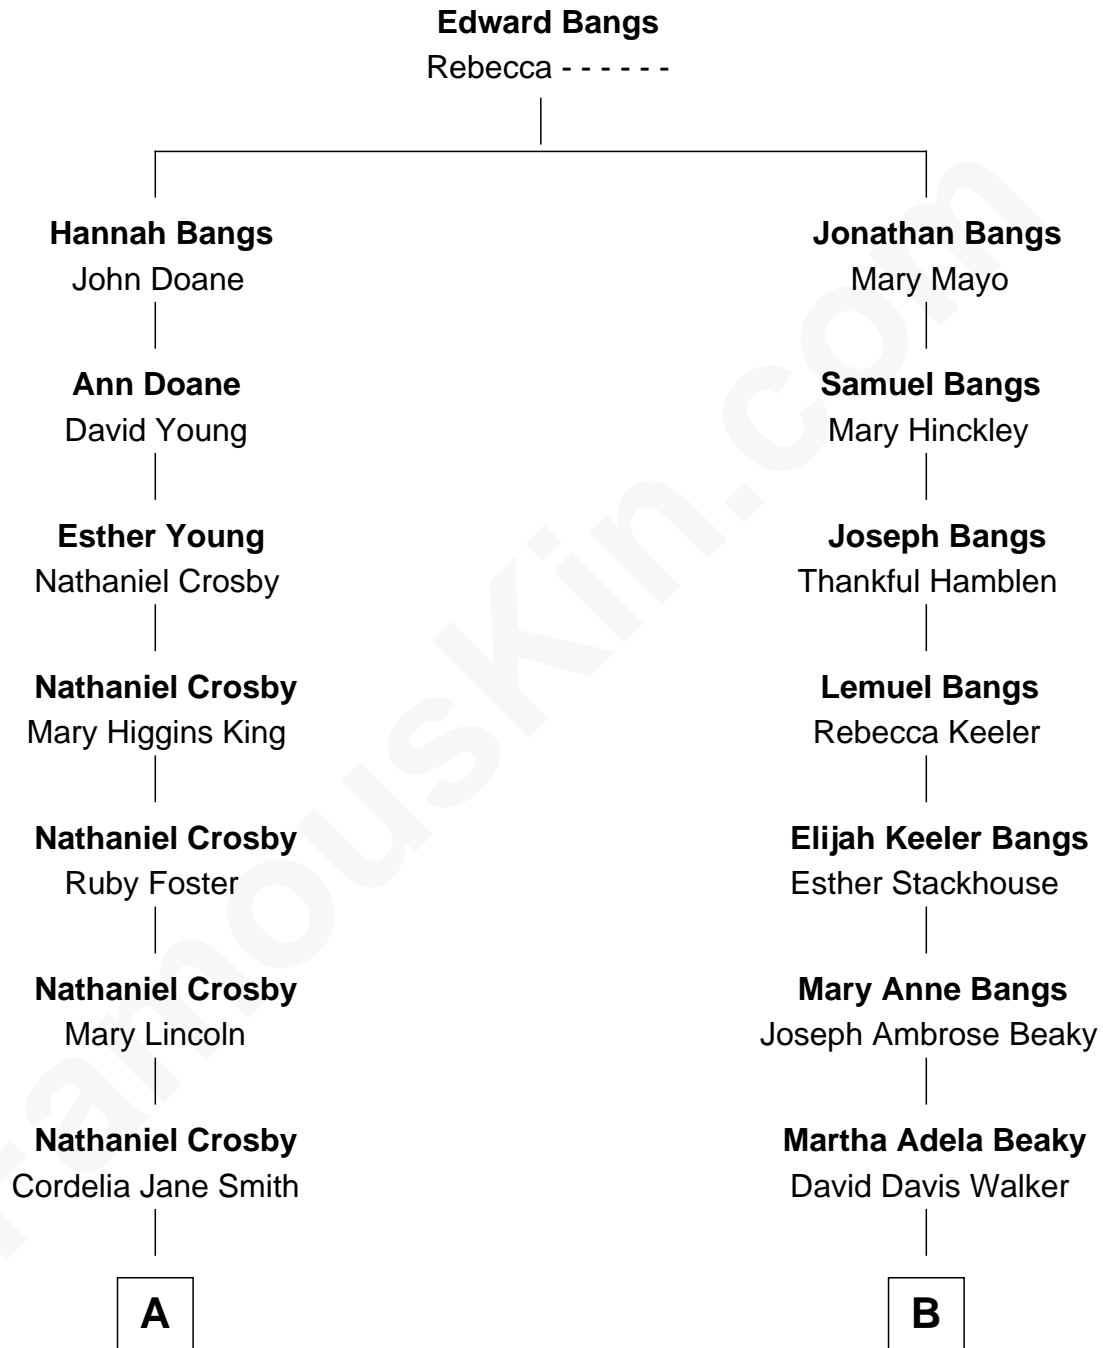 Edward Bangs
Rebecca - - - - - -
Hannah Bangs
John Doane
Ann Doane
David Young
Esther Young
Nathaniel Crosby
Nathaniel Crosby
Mary Higgins King
Nathaniel Crosby
Ruby Foster
Nathaniel Crosby
Mary Lincoln
Nathaniel Crosby
Cordelia Jane Smith
A
Jonathan Bangs
Mary Mayo
Samuel Bangs
Mary Hinckley
Joseph Bangs
Thankful Hamblen
Lemuel Bangs
Rebecca Keeler
Elijah Keeler Bangs
Esther Stackhouse
Mary Anne Bangs
Joseph Ambrose Beaky
Martha Adela Beaky
David Davis Walker
B
FamousKin.com